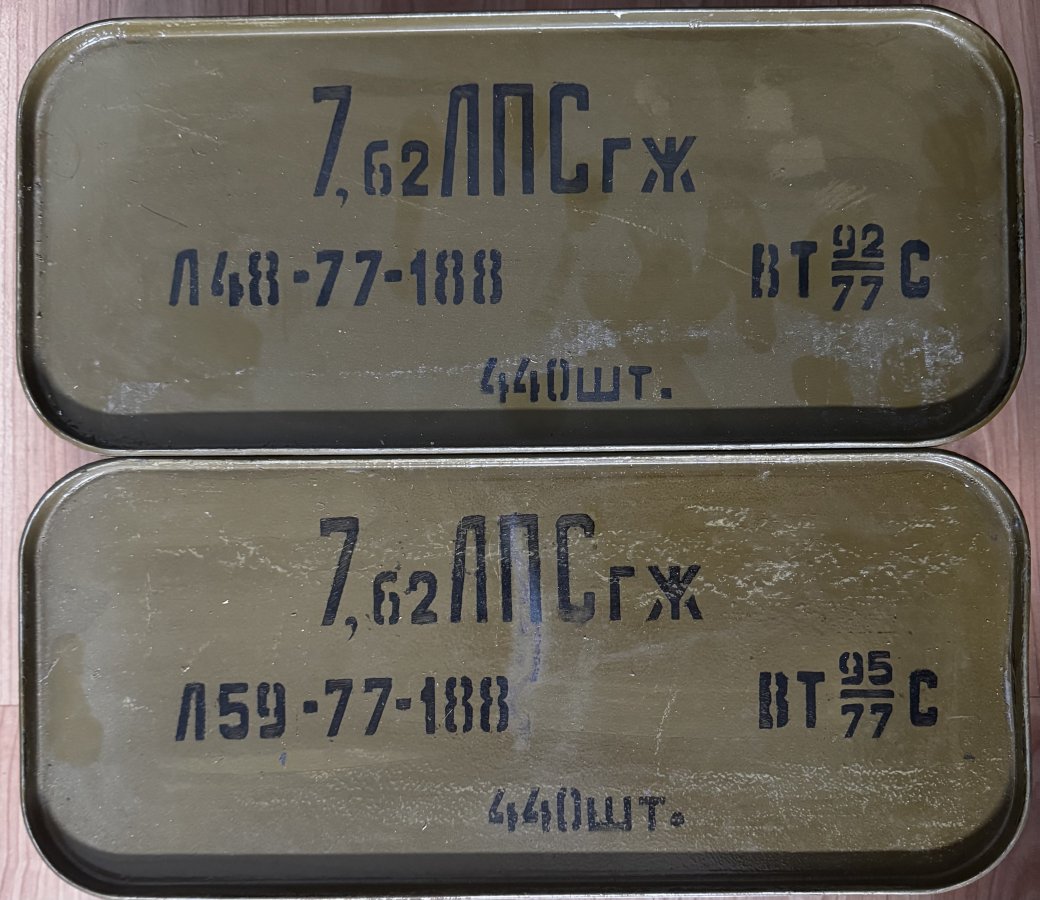 7,62ЛПСгж
Л48-77-188 ВТ 92/77 С
440шт.
7,62ЛПСгж
Л59-77-188 ВТ 95/77 С
440шт.